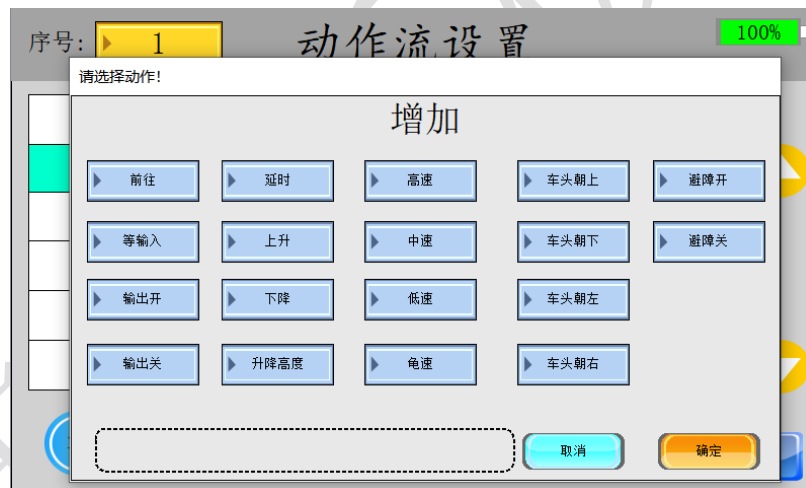 序号: 1 动作流设置 100%
请选择动作!
增加
前往 延时 高速 车头朝上 避障开
等输入 上升 中速 车头朝下 避障关
输出开 下降 低速 车头朝左
输出关 升降高度 龟速 车头朝右
取消 确定